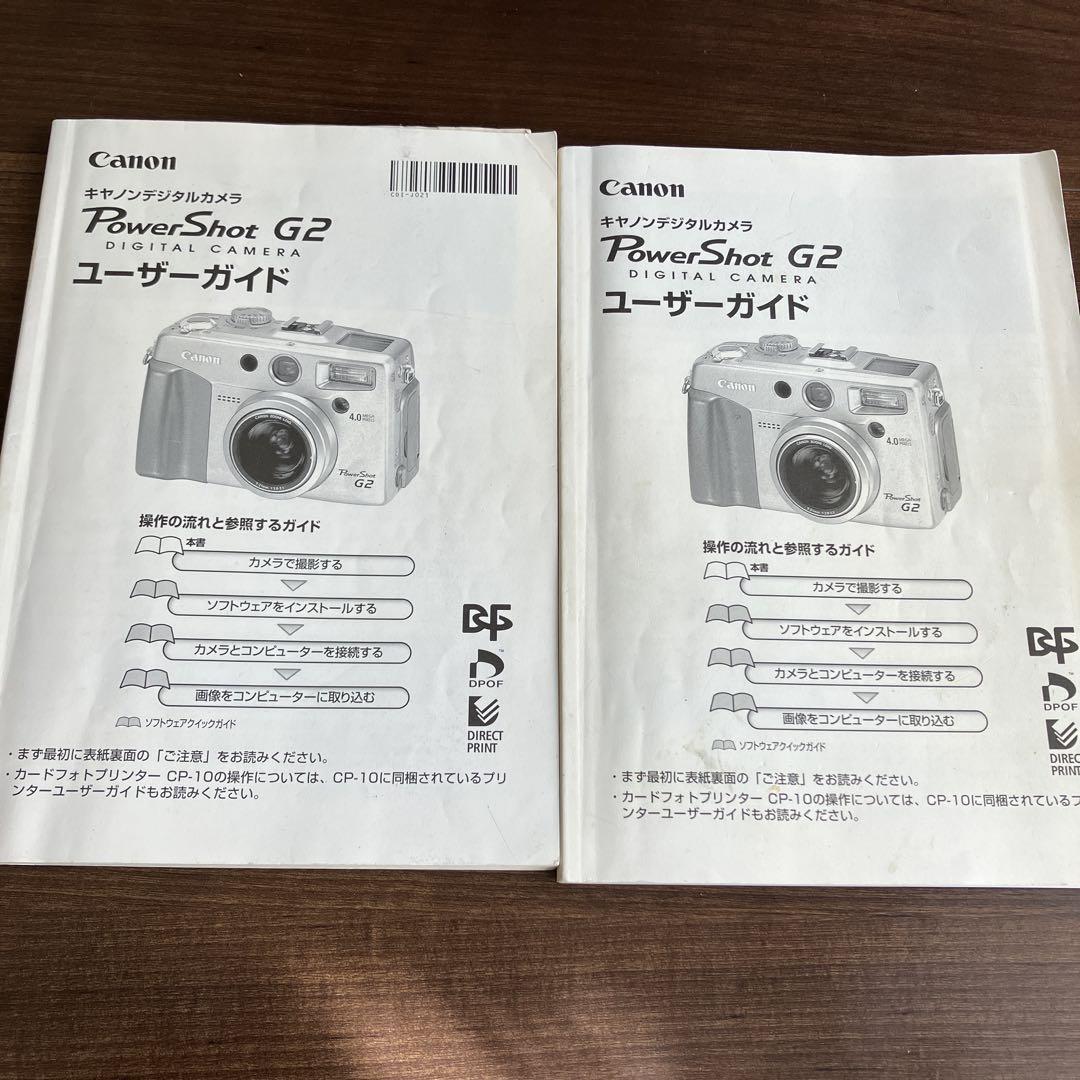 Canon
CDI-J021
キヤノンデジタルカメラ
PowerShot G2
DIGITAL CAMERA
ユーザーガイド
Canon
4.0 MEGA PIXELS
PowerShot
G2
操作の流れと参照するガイド
本書
カメラで撮影する
ソフトウェアをインストールする
カメラとコンピューターを接続する
画像をコンピューターに取り込む
ソフトウェアクイックガイド
DPOF
DIRECT
PRINT
・まず最初に表紙裏面の「ご注意」をお読みください。
・カードフォトプリンター CP-10の操作については、CP-10に同梱されているプリ
ンターユーザーガイドもお読みください。
Canon
キヤノンデジタルカメラ
PowerShot G2
DIGITAL CAMERA
ユーザーガイド
Canon
4.0 MEGA PIXELS
PowerShot
G2
操作の流れと参照するガイド
本書
カメラで撮影する
ソフトウェアをインストールする
カメラとコンピューターを接続する
画像をコンピューターに取り込む
ソフトウェアクイックガイド
DPOF
DIREC
PRINT
・まず最初に表紙裏面の「ご注意」をお読みください。
・カードフォトプリンター CP-10の操作については、CP-10に同梱されているプ
ンターユーザーガイドもお読みください。